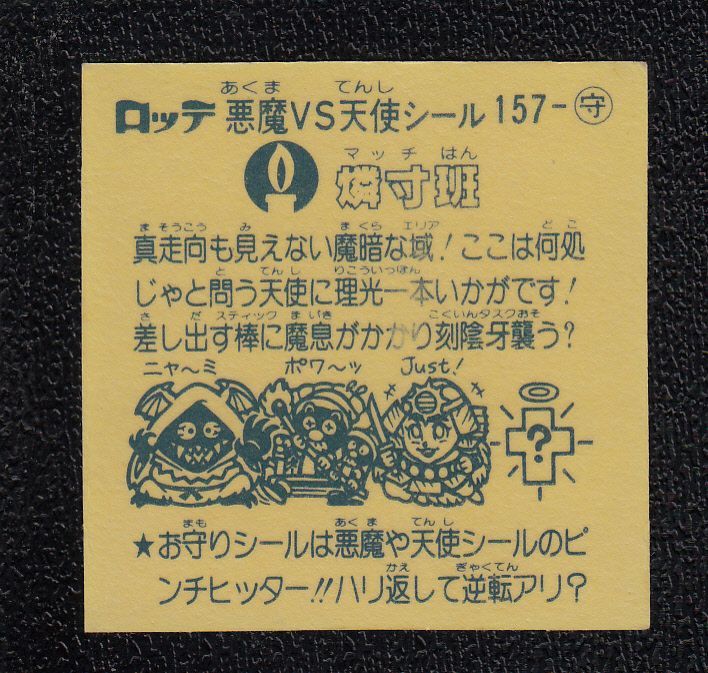 ロッテ 悪魔VS天使シール 157-守
あくま てんし
マッチ はん
燐寸班
まそうこう み まくら エリア どこ
真走向も見えない魔暗な域!ここは何処
と てんし りこういっぽん
じゃと問う天使に理光一本いかがです!
さ だ スティック まいき こくいんタスクおそ
差し出す棒に魔息がかかり刻陰牙襲う?
ニャ〜ミ ポワ〜ッ Just!
?
まも あくま てんし
★お守りシールは悪魔や天使シールのピ
かえ ぎゃくてん
ンチヒッター!!ハリ返して逆転アリ?